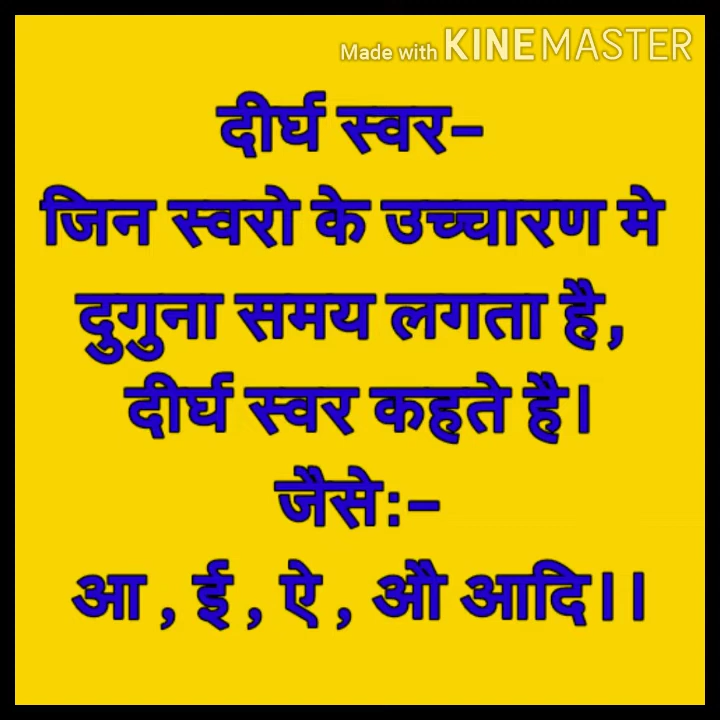 Made with KINEMASTER
दीर्घ स्वर–
जिन स्वरो के उच्चारण मे
दुगुना समय लगता है,
दीर्घ स्वर कहते है।
जैसे:–
आ , ई , ऐ , औ आदि।।